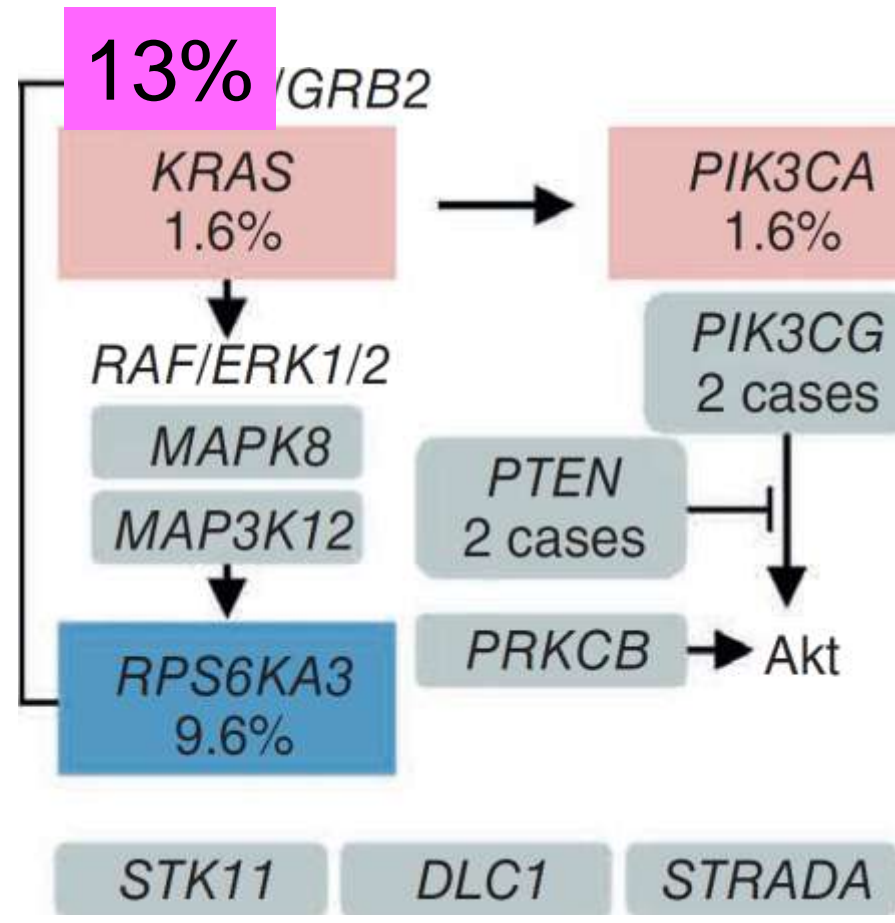 13%
/GRB2
KRAS
1.6%
PIK3CA
1.6%
RAF/ERK1/2
PIK3CG
2 cases
MAPK8
MAP3K12
PTEN
2 cases
PRKCB
Akt
RPS6KA3
9.6%
STK11
DLC1
STRADA